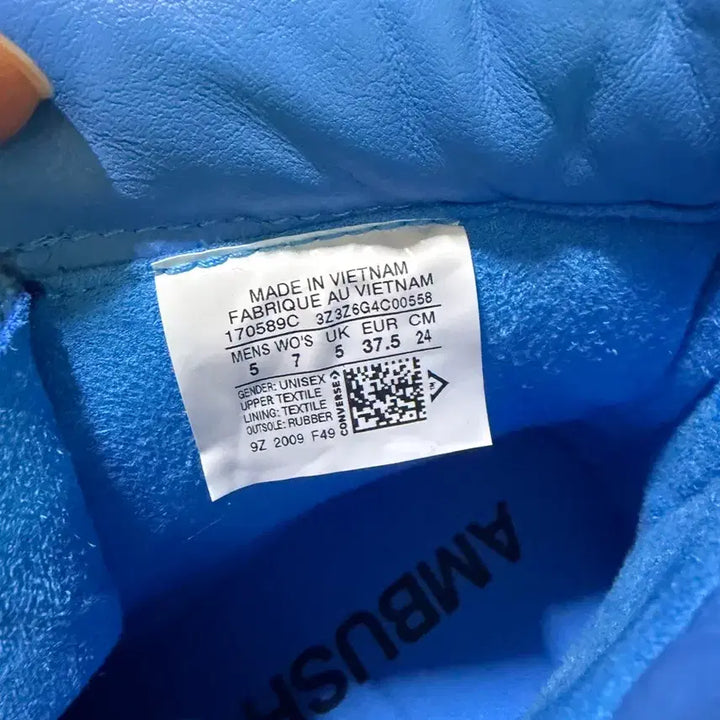 MADE IN VIETNAM
FABRIQUE AU VIETNAM
170589C 3Z3Z6G4C00558
MENS WO'S UK EUR CM
5 7 5 37.5 24
GENDER: UNISEX
UPPER: TEXTILE
LINING: TEXTILE
OUTSOLE: RUBBER
9Z 2009 F49
CONVERSE
AMBUSH